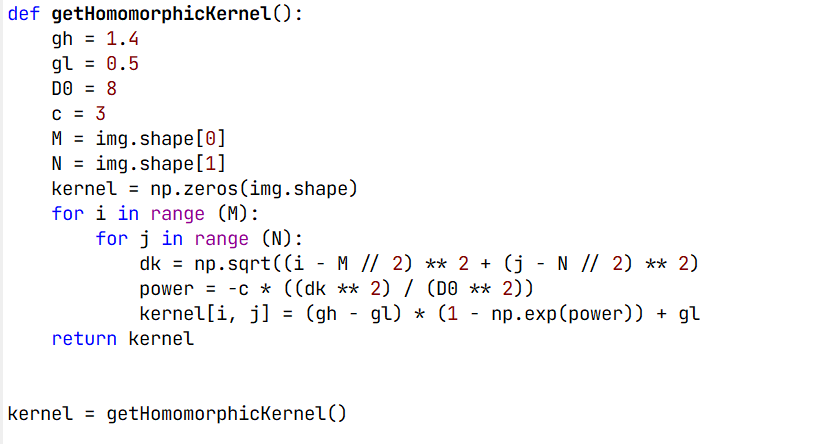 def getHomomorphicKernel():
    gh = 1.4
    gl = 0.5
    D0 = 8
    c = 3
    M = img.shape[0]
    N = img.shape[1]
    kernel = np.zeros(img.shape)
    for i in range (M):
        for j in range (N):
            dk = np.sqrt((i - M // 2) ** 2 + (j - N // 2) ** 2)
            power = -c * ((dk ** 2) / (D0 ** 2))
            kernel[i, j] = (gh - gl) * (1 - np.exp(power)) + gl
    return kernel
kernel = getHomomorphicKernel()